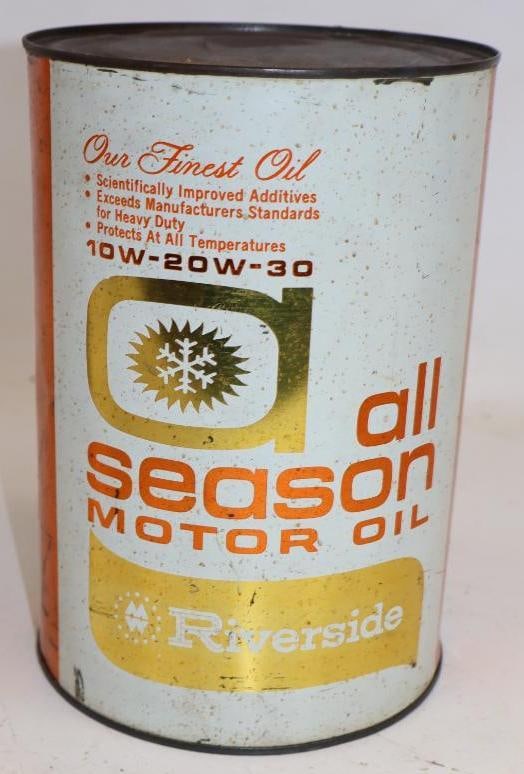 Our Finest Oil
• Scientifically Improved Additives
• Exceeds Manufacturers Standards
for Heavy Duty
• Protects At All Temperatures
10W-20W-30
a
all
season
MOTOR OIL
MW Riverside